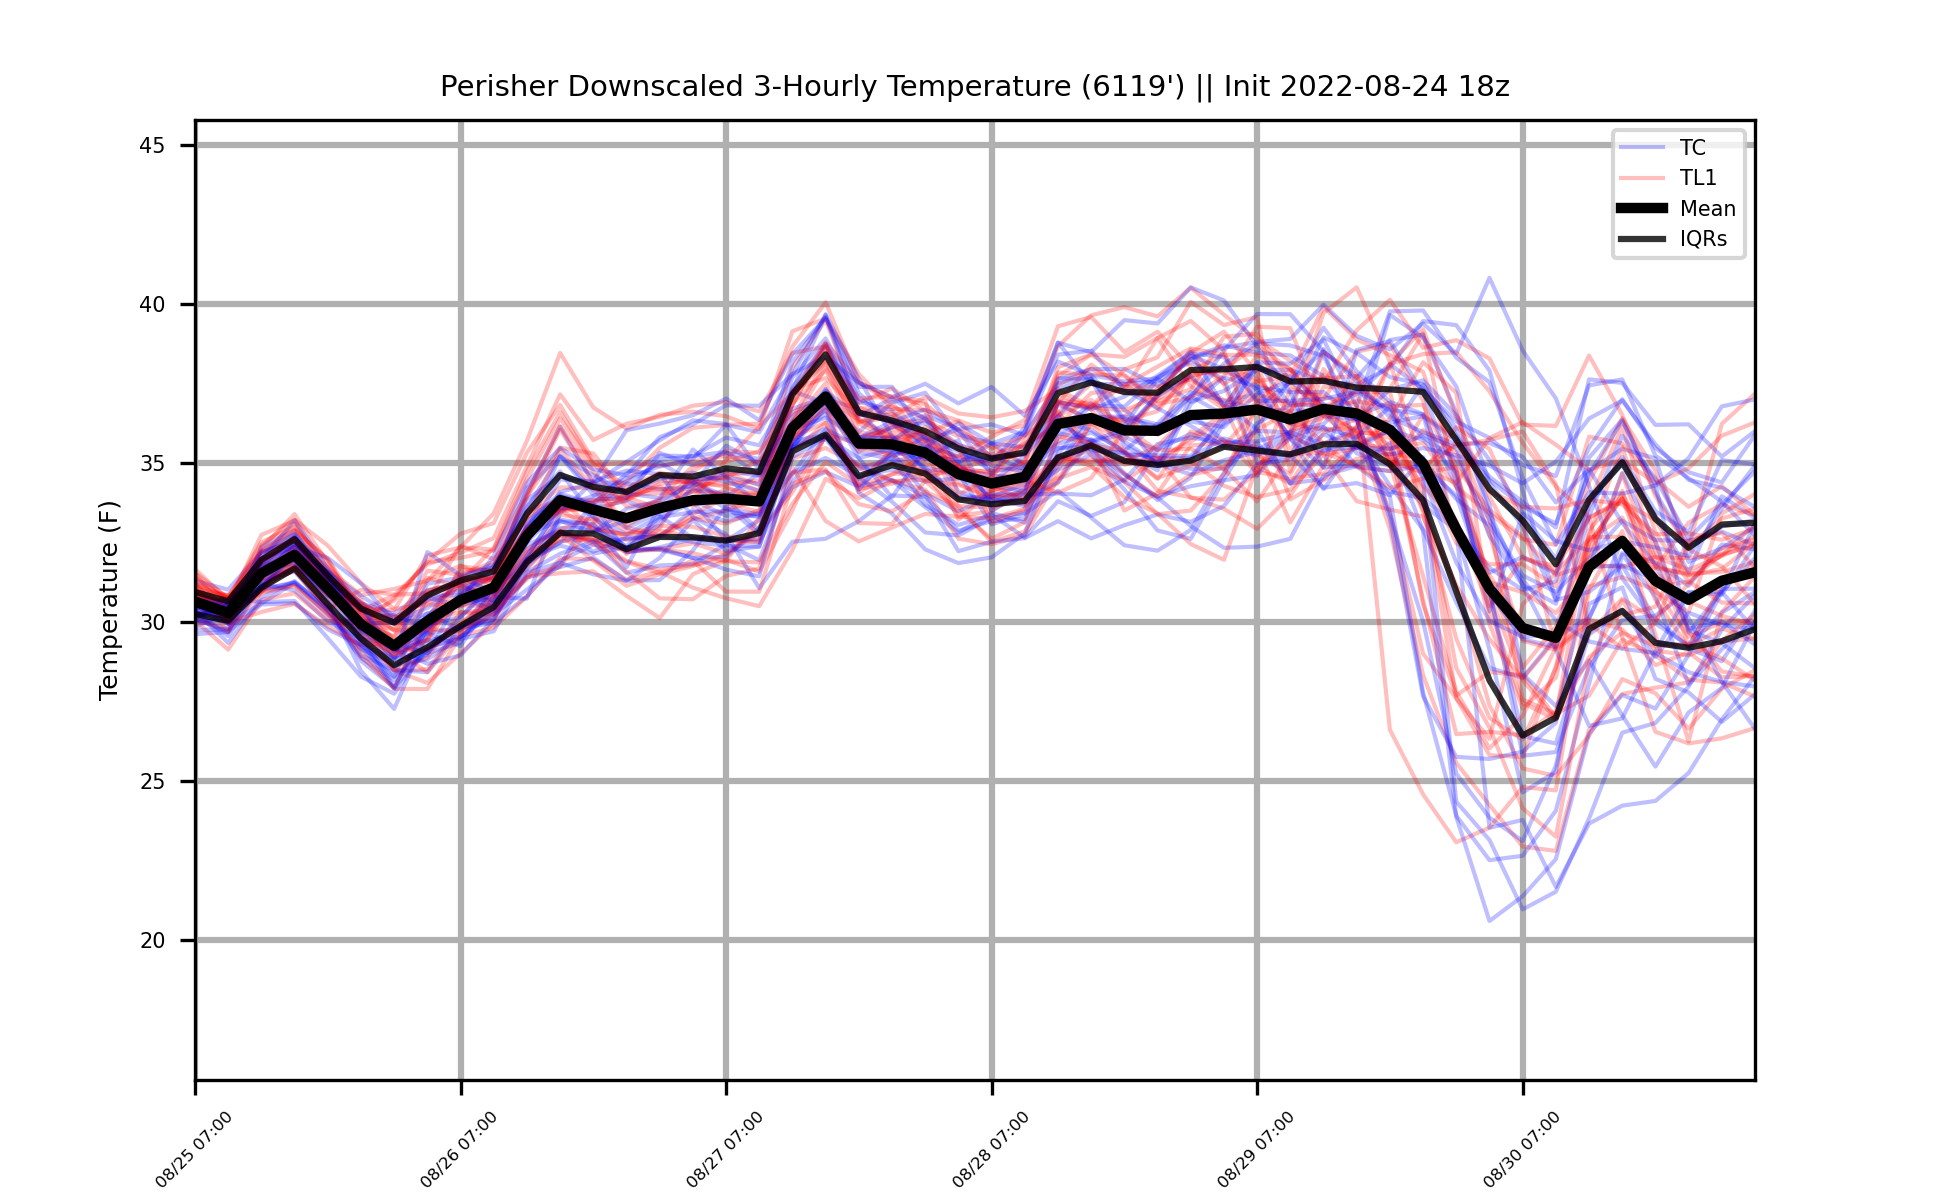 Perisher Downscaled 3-Hourly Temperature (6119') || Init 2022-08-24 18z
TC
TL1
Mean
IQRs
Temperature (F)
45
40
35
30
25
20
08/25 07:00
08/26 07:00
08/27 07:00
08/28 07:00
08/29 07:00
08/30 07:00